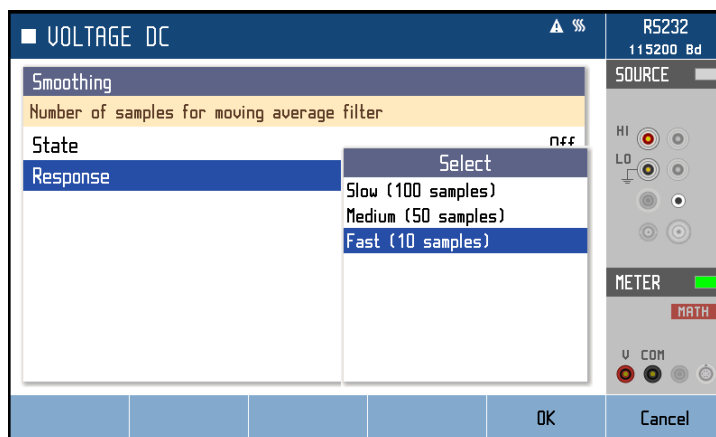 VOLTAGE DC
RS232
115200 Bd
Smoothing
Number of samples for moving average filter
State Off
Response
Select
Slow (100 samples)
Medium (50 samples)
Fast (10 samples)
SOURCE
HI
LO
METER
MATH
V COM
OK Cancel